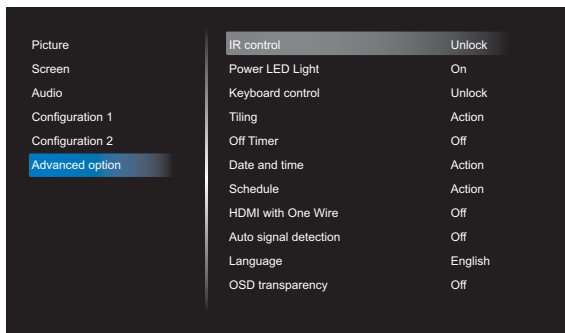 Picture
Screen
Audio
Configuration 1
Configuration 2
Advanced option
IR control Unlock
Power LED Light On
Keyboard control Unlock
Tiling Action
Off Timer Off
Date and time Action
Schedule Action
HDMI with One Wire Off
Auto signal detection Off
Language English
OSD transparency Off